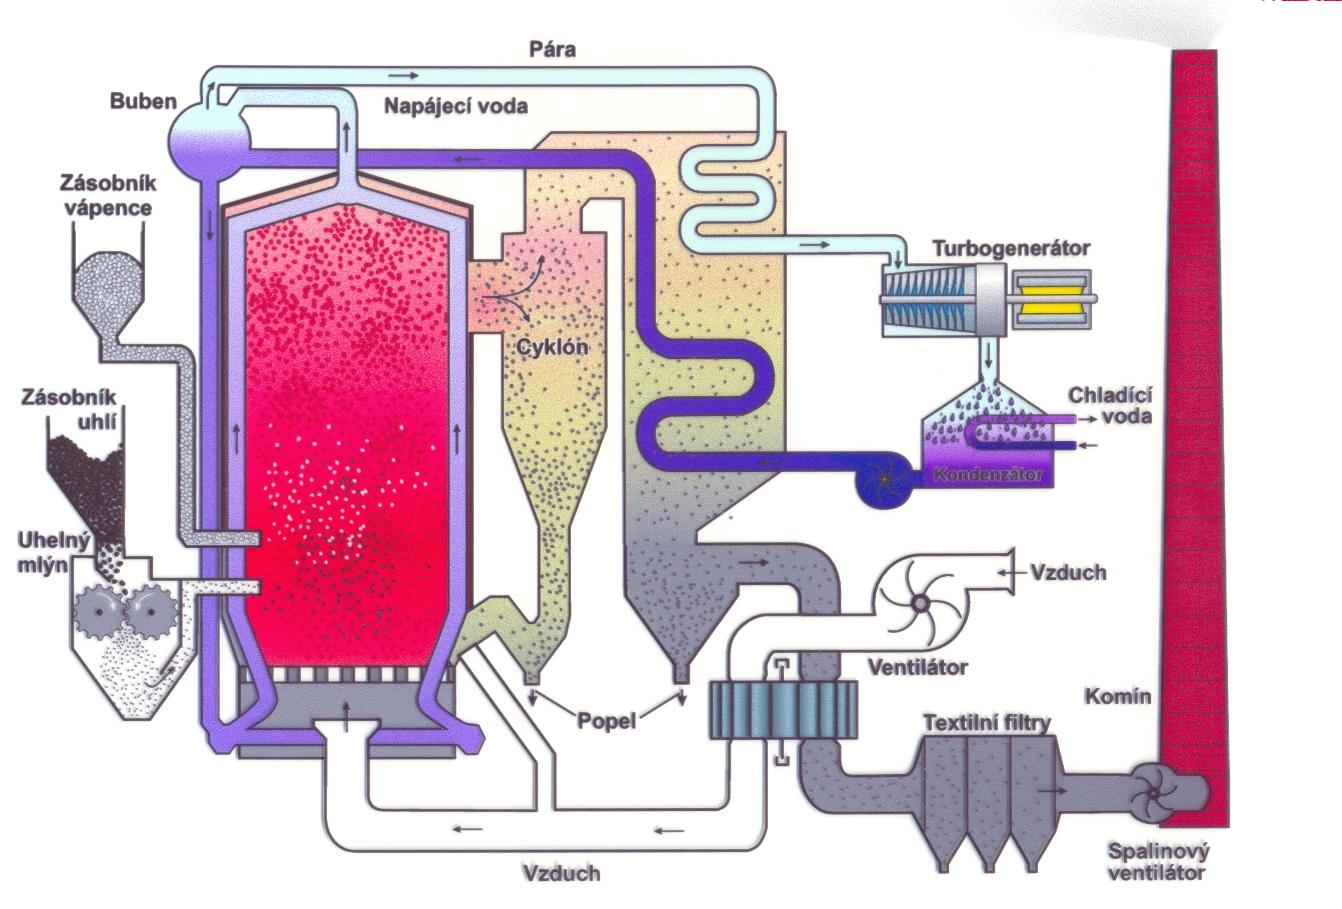 Pára
Buben
Napájecí voda
Zásobník
vápence
Turbogenerátor
Cyklón
Chladící
voda
Zásobník
uhlí
Kondenzátor
Uhelný
mlýn
Vzduch
Ventilátor
Komín
Popel
Textilní filtry
Spalinový
ventilátor
Vzduch